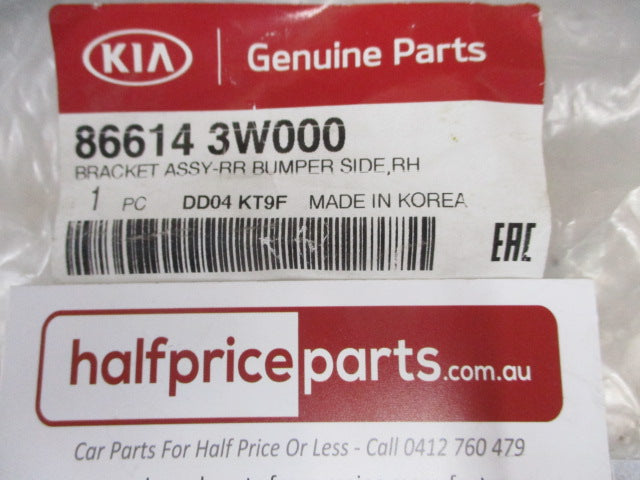 KIA Genuine Parts
86614 3W000
BRACKET ASSY-RR BUMPER SIDE,RH
1 PC DD04 KT9F MADE IN KOREA
EAC
halfpriceparts.com.au
Car Parts For Half Price Or Less - Call 0412 760 479